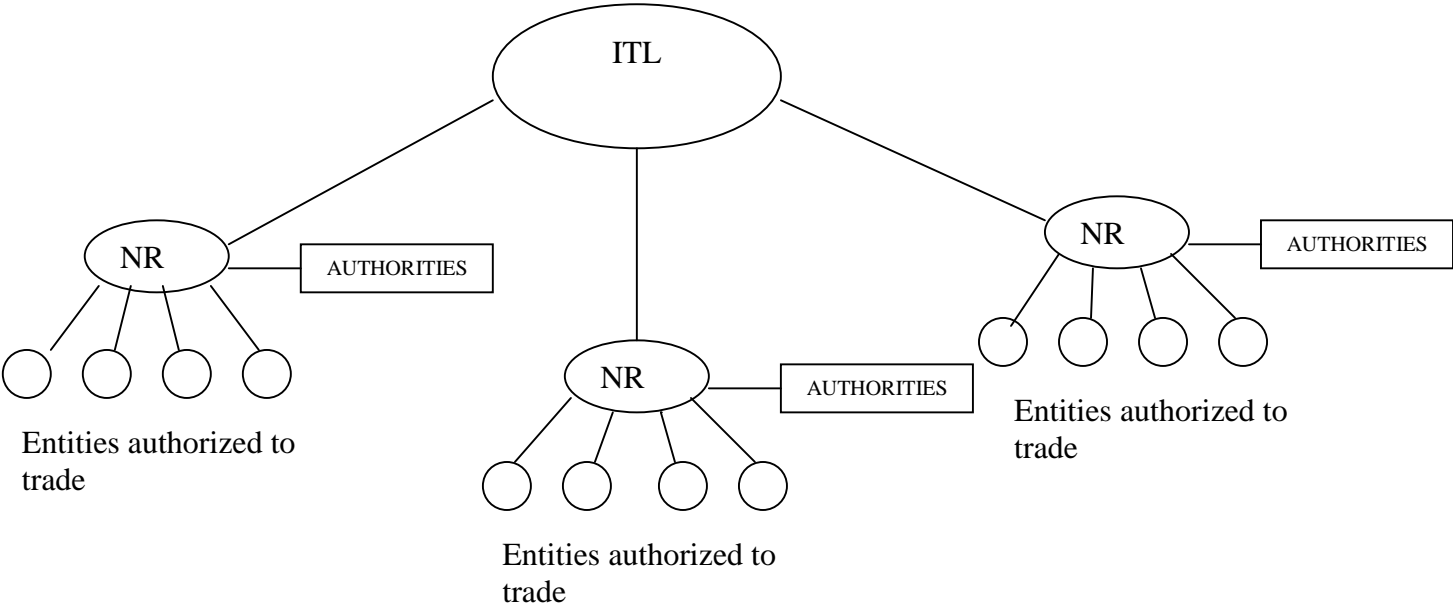 ITL
NR
AUTHORITIES
Entities authorized to
trade
NR
AUTHORITIES
Entities authorized to
trade
NR
AUTHORITIES
Entities authorized to
trade